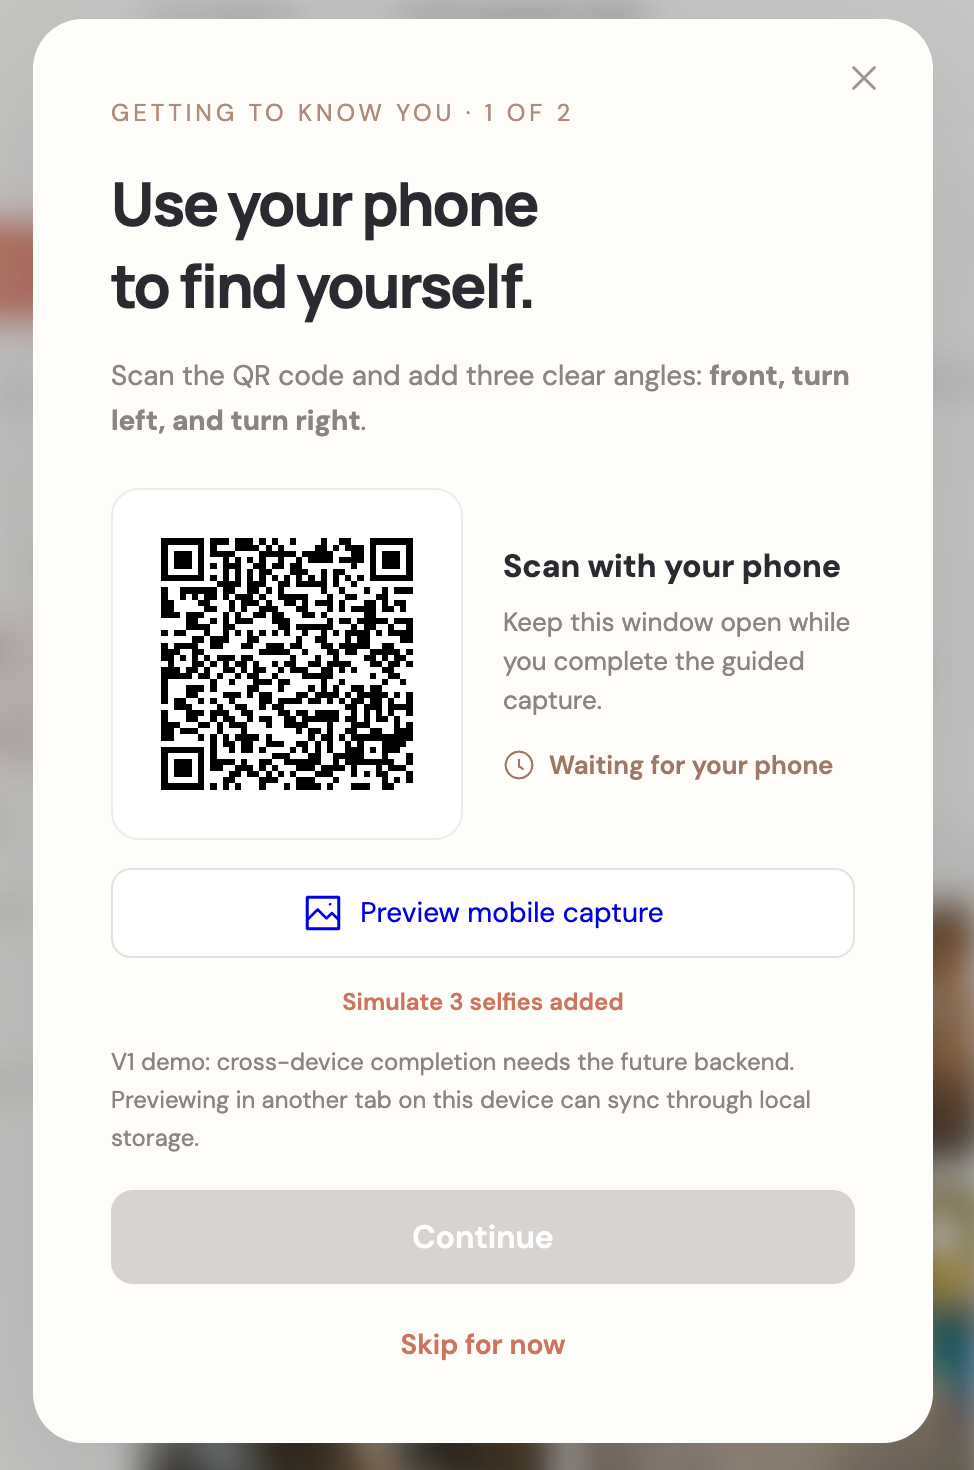 GETTING TO KNOW YOU · 1 OF 2
Use your phone
to find yourself.
Scan the QR code and add three clear angles: front, turn
left, and turn right.
Scan with your phone
Keep this window open while
you complete the guided
capture.
Waiting for your phone
Preview mobile capture
Simulate 3 selfies added
V1 demo: cross-device completion needs the future backend.
Previewing in another tab on this device can sync through local
storage.
Continue
Skip for now